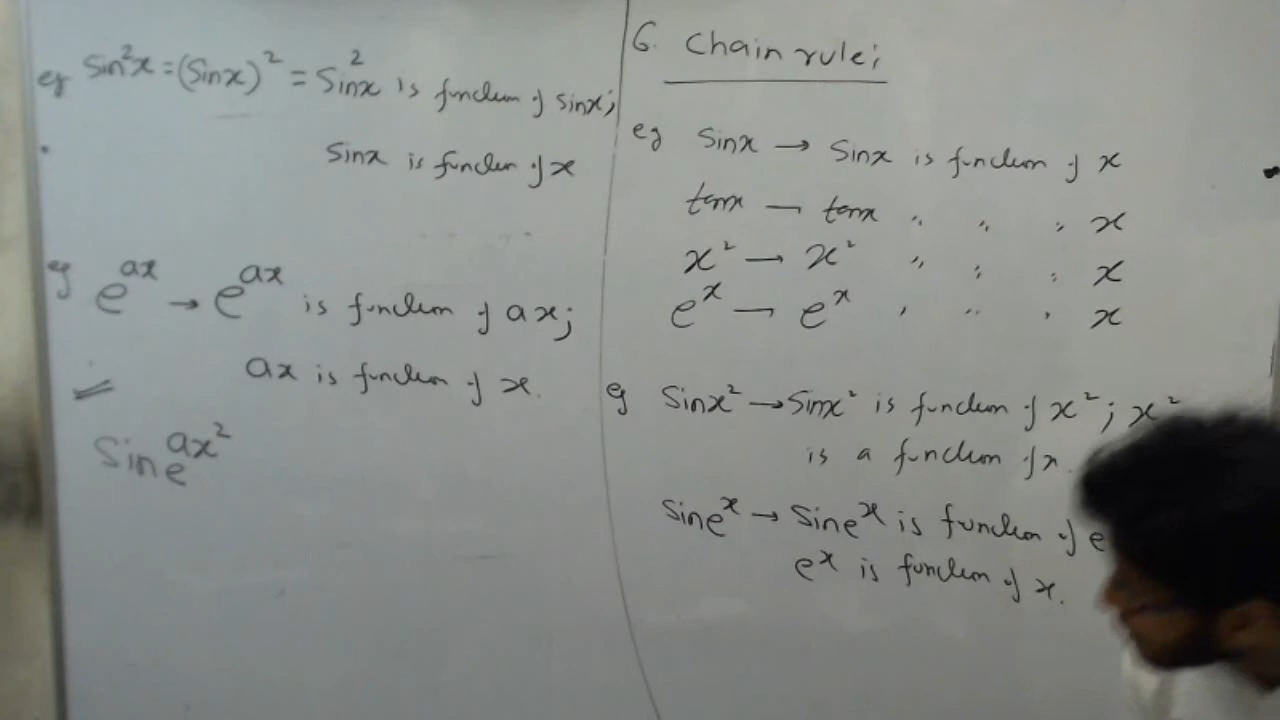 eg Sin²x = (Sinx)² = Sin²x is function of sinx;
Sinx is function of x
eg e^ax → e^ax is function of ax;
ax is function of x.
Sin e^ax²
6. Chain rule;
eg Sinx → Sinx is function of x
tanx — tanx " " " x
x² → x² " " " x
e^x — e^x " " " x
eg Sinx² → Sinx² is function of x²; x²
is a function of x.
Sine^x → Sine^x is function of e
e^x is function of x.